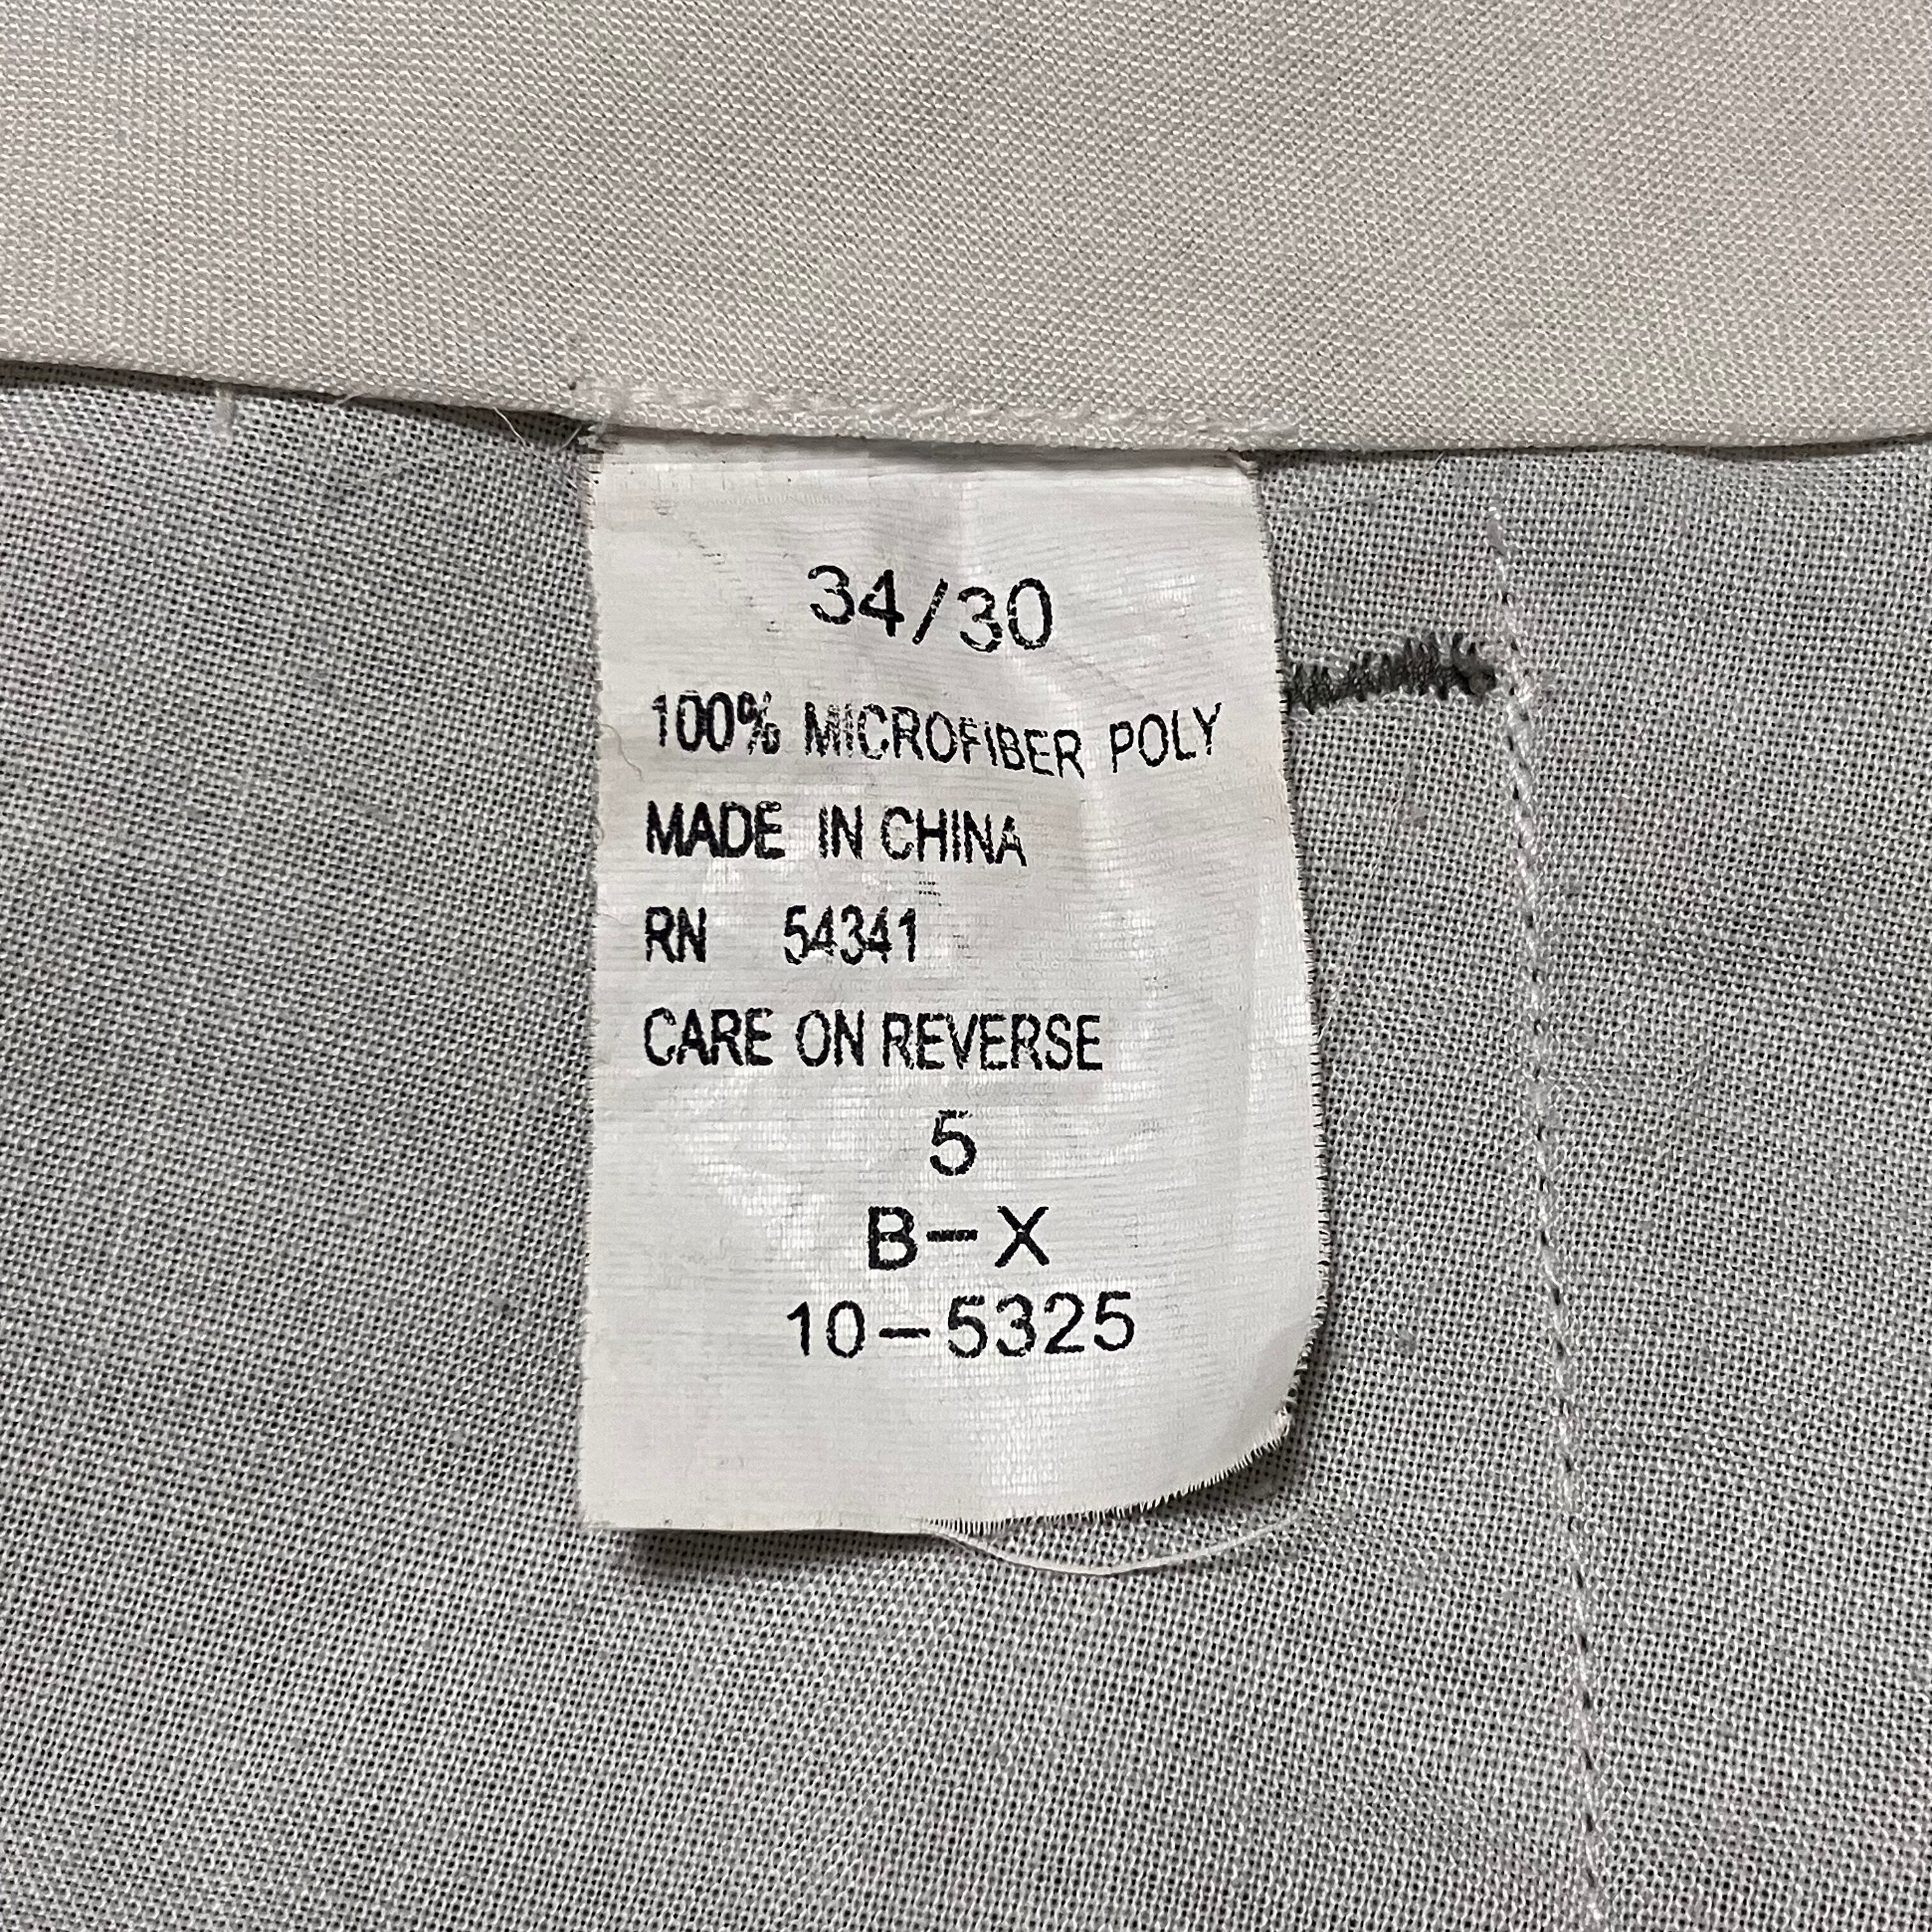 34/30
100% MICROFIBER POLY
MADE IN CHINA
RN 54341
CARE ON REVERSE
5
B-X
10-5325